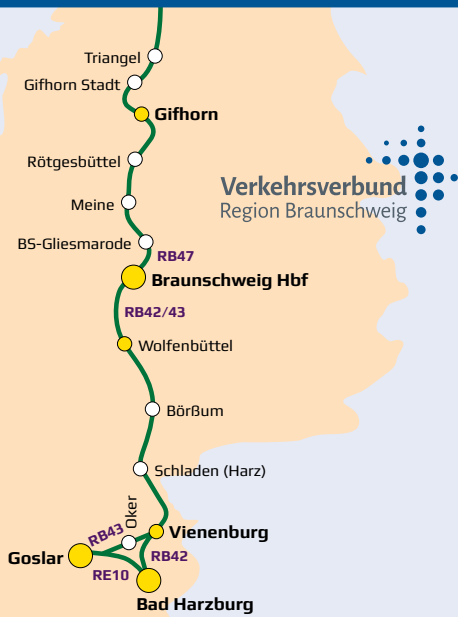 Triangel
Gifhorn Stadt
Gifhorn
Rötgesbüttel
Verkehrsverbund
Region Braunschweig
Meine
BS-Gliesmarode
RB47
Braunschweig Hbf
RB42/43
Wolfenbüttel
Börßum
Schladen (Harz)
Oker
Vienenburg
RB43
Goslar
RB42
RE10
Bad Harzburg